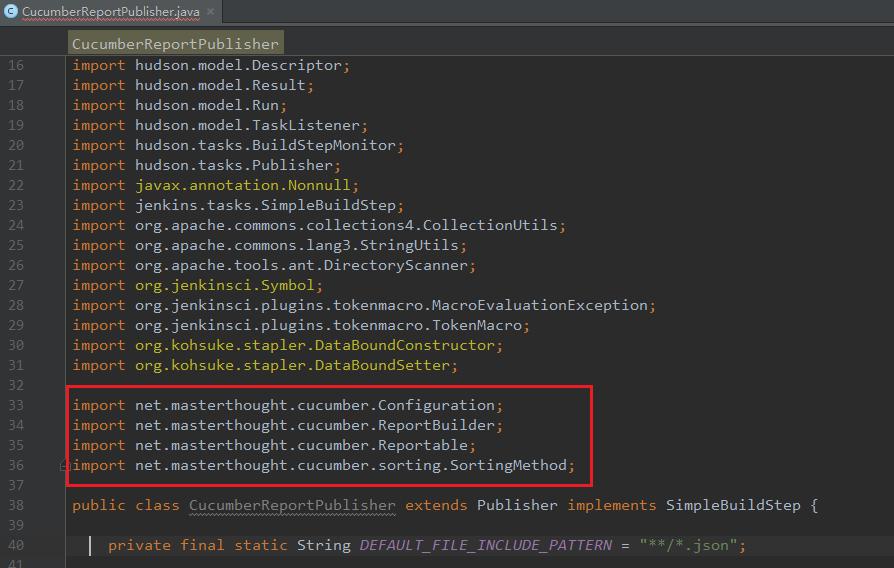 CucumberReportPublisher.java
CucumberReportPublisher
16 import hudson.model.Descriptor;
17 import hudson.model.Result;
18 import hudson.model.Run;
19 import hudson.model.TaskListener;
20 import hudson.tasks.BuildStepMonitor;
21 import hudson.tasks.Publisher;
22 import javax.annotation.Nonnull;
23 import jenkins.tasks.SimpleBuildStep;
24 import org.apache.commons.collections4.CollectionUtils;
25 import org.apache.commons.lang3.StringUtils;
26 import org.apache.tools.ant.DirectoryScanner;
27 import org.jenkinsci.Symbol;
28 import org.jenkinsci.plugins.tokenmacro.MacroEvaluationException;
29 import org.jenkinsci.plugins.tokenmacro.TokenMacro;
30 import org.kohsuke.stapler.DataBoundConstructor;
31 import org.kohsuke.stapler.DataBoundSetter;
32
33 import net.masterthought.cucumber.Configuration;
34 import net.masterthought.cucumber.ReportBuilder;
35 import net.masterthought.cucumber.Reportable;
36 import net.masterthought.cucumber.sorting.SortingMethod;
37
38 public class CucumberReportPublisher extends Publisher implements SimpleBuildStep {
39
40 private final static String DEFAULT_FILE_INCLUDE_PATTERN = "**/*.json";
41